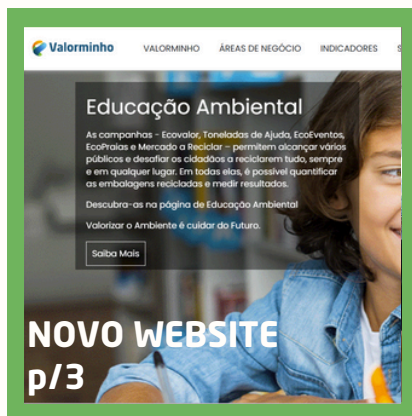 Valorminho
VALORMINHO ÁREAS DE NEGÓCIO INDICADORES S
Educação Ambiental
As campanhas - Ecovalor, Toneladas de Ajuda, EcoEventos,
EcoPraias e Mercado a Reciclar – permitem alcançar vários
públicos e desafiar os cidadãos a reciclarem tudo, sempre
e em qualquer lugar. Em todas elas, é possível quantificar
as embalagens recicladas e medir resultados.
Descubra-as na página de Educação Ambiental
Valorizar o Ambiente é cuidar do Futuro.
Saiba Mais
NOVO WEBSITE
p/3